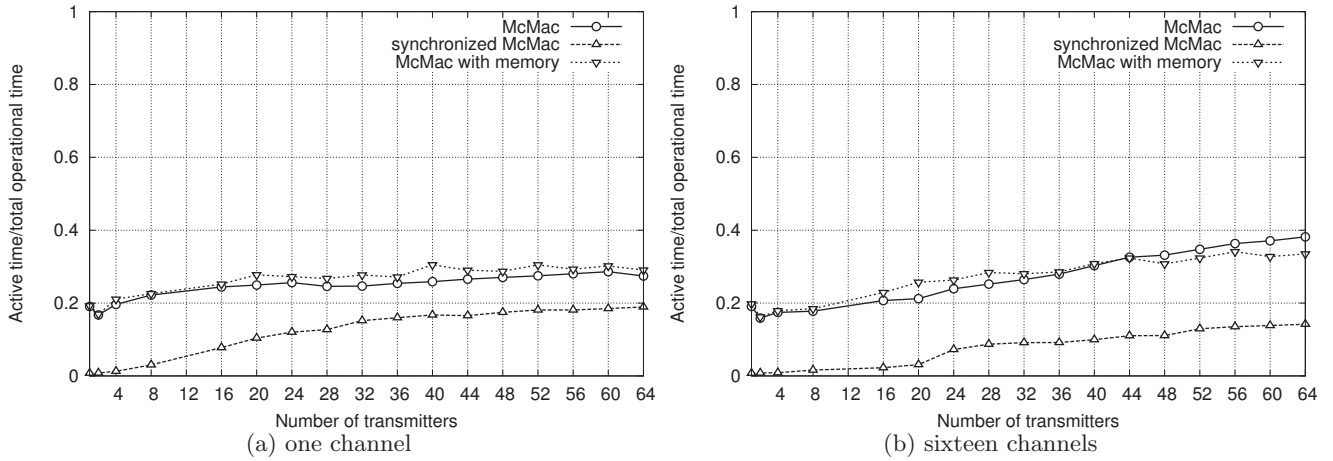 1
0.8
0.6
0.4
0.2
0
Active time/total operational time
McMac
synchronized McMac
McMac with memory
4 8 12 16 20 24 28 32 36 40 44 48 52 56 60 64
Number of transmitters
(a) one channel
1
0.8
0.6
0.4
0.2
0
Active time/total operational time
McMac
synchronized McMac
McMac with memory
4 8 12 16 20 24 28 32 36 40 44 48 52 56 60 64
Number of transmitters
(b) sixteen channels